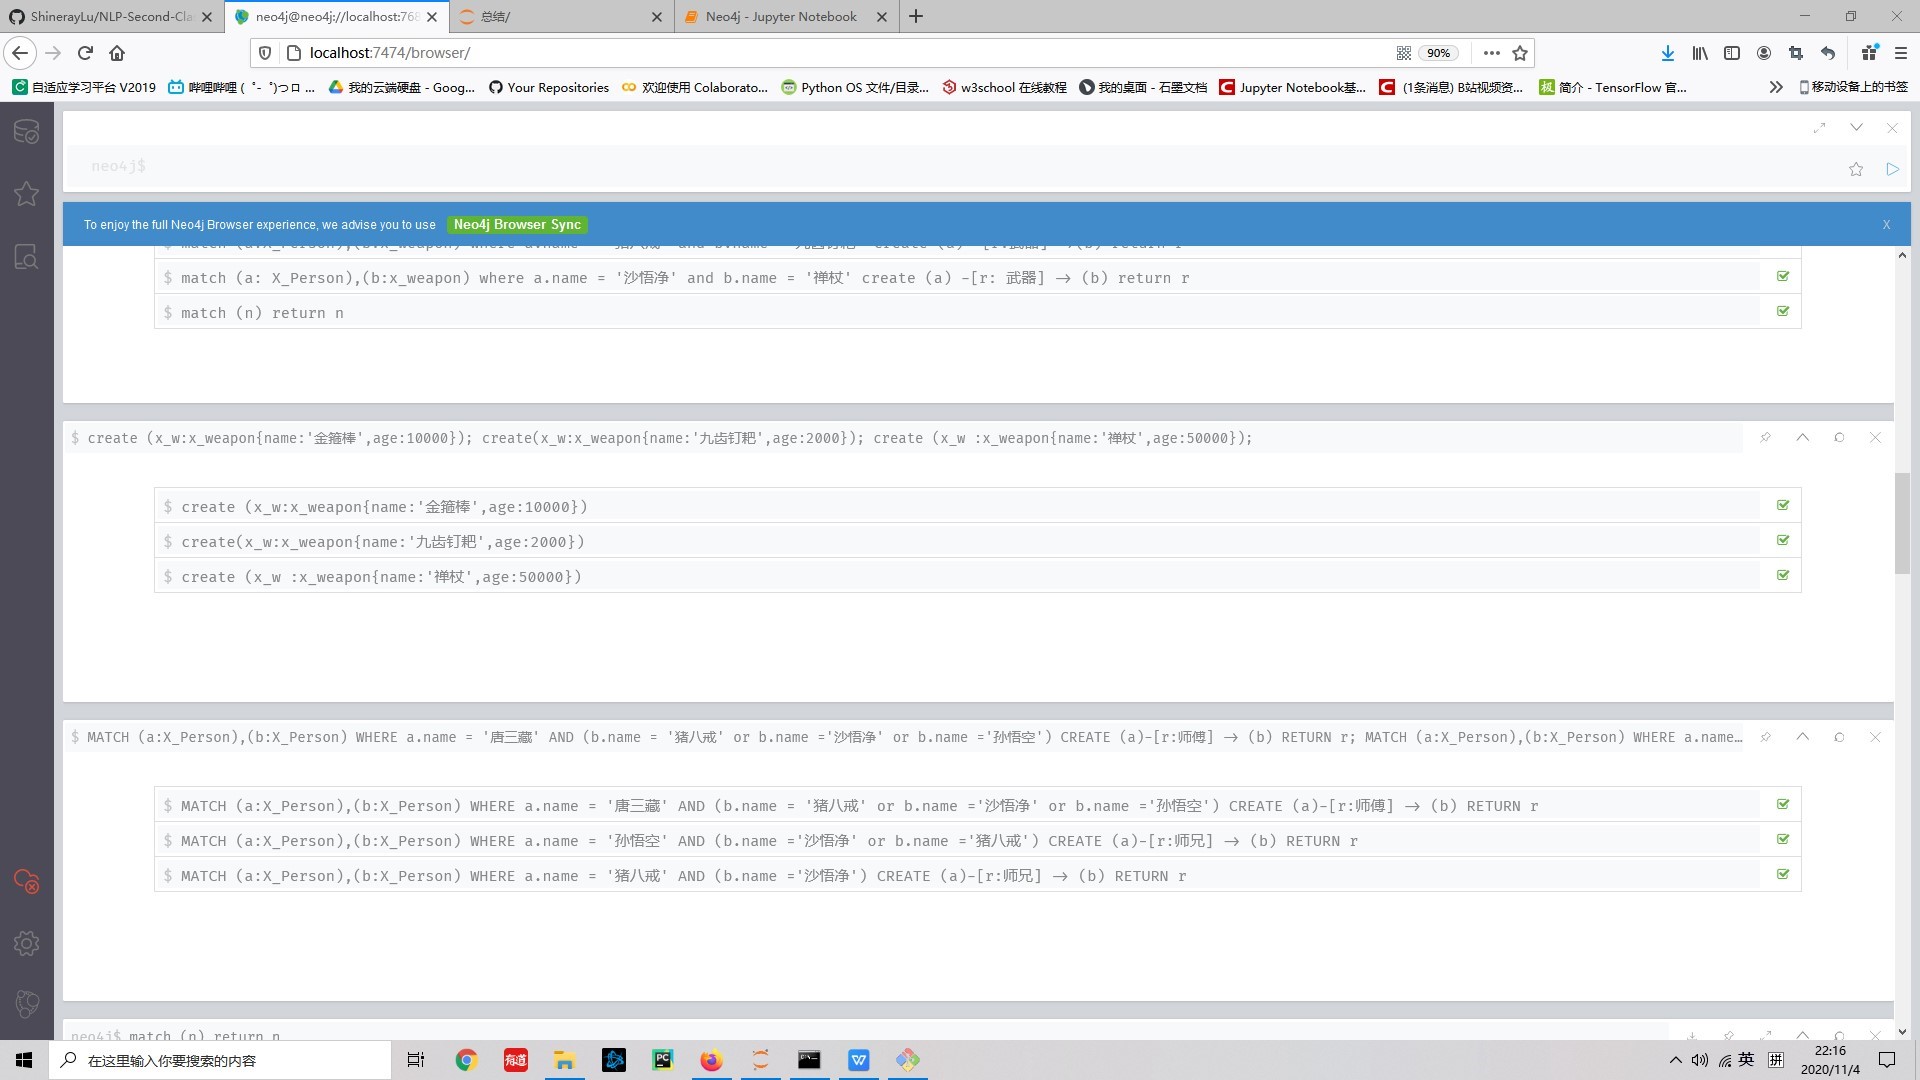 ShinerayLu/NLP-Second-Cla
neo4j@neo4j://localhost:768
总结/
Neo4j - Jupyter Notebook
localhost:7474/browser/
90%
自适应学习平台 V2019
哔哩哔哩 ( ゜- ゜)つロ ...
我的云端硬盘 - Goog...
Your Repositories
欢迎使用 Colaborato...
Python OS 文件/目录...
w3school 在线教程
我的桌面 - 石墨文档
Jupyter Notebook基...
(1条消息) B站视频资...
简介 - TensorFlow 官...
移动设备上的书签
neo4j$
To enjoy the full Neo4j Browser experience, we advise you to use Neo4j Browser Sync
X
$ match (a: X_Person),(b:x_weapon) where a.name = '沙悟净' and b.name = '禅杖' create (a) -[r: 武器] -> (b) return r
$ match (n) return n
$ create (x_w:x_weapon{name:'金箍棒',age:10000}); create(x_w:x_weapon{name:'九齿钉耙',age:2000}); create (x_w :x_weapon{name:'禅杖',age:50000});
$ create (x_w:x_weapon{name:'金箍棒',age:10000})
$ create(x_w:x_weapon{name:'九齿钉耙',age:2000})
$ create (x_w :x_weapon{name:'禅杖',age:50000})
$ MATCH (a:X_Person),(b:X_Person) WHERE a.name = '唐三藏' AND (b.name = '猪八戒' or b.name ='沙悟净' or b.name ='孙悟空') CREATE (a)-[r:师傅] -> (b) RETURN r; MATCH (a:X_Person),(b:X_Person) WHERE a.name…
$ MATCH (a:X_Person),(b:X_Person) WHERE a.name = '唐三藏' AND (b.name = '猪八戒' or b.name ='沙悟净' or b.name ='孙悟空') CREATE (a)-[r:师傅] -> (b) RETURN r
$ MATCH (a:X_Person),(b:X_Person) WHERE a.name = '孙悟空' AND (b.name ='沙悟净' or b.name ='猪八戒') CREATE (a)-[r:师兄] -> (b) RETURN r
$ MATCH (a:X_Person),(b:X_Person) WHERE a.name = '猪八戒' AND (b.name ='沙悟净') CREATE (a)-[r:师兄] -> (b) RETURN r
neo4j$ match (n) return n
在这里输入你要搜索的内容
有道
英
拼
22:16
2020/11/4